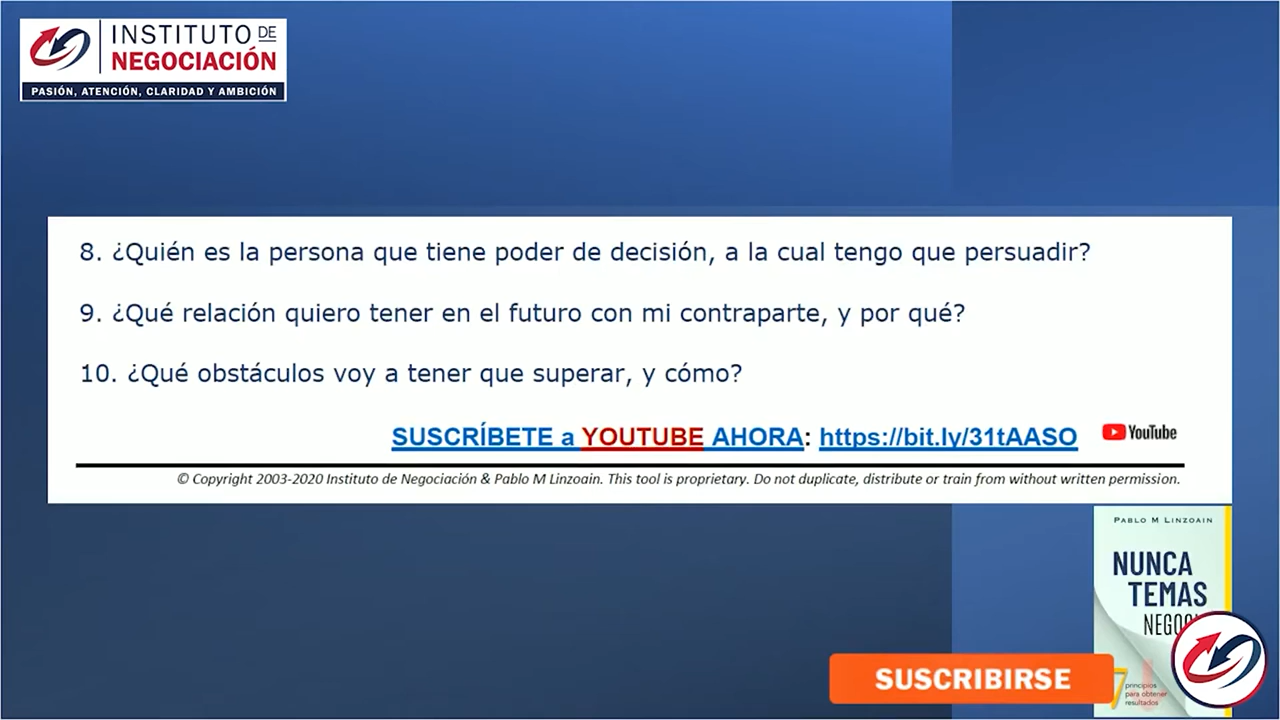 INSTITUTO DE
NEGOCIACIÓN
PASIÓN, ATENCIÓN, CLARIDAD Y AMBICIÓN
8. ¿Quién es la persona que tiene poder de decisión, a la cual tengo que persuadir?
9. ¿Qué relación quiero tener en el futuro con mi contraparte, y por qué?
10. ¿Qué obstáculos voy a tener que superar, y cómo?
SUSCRÍBETE a YOUTUBE AHORA: https://bit.ly/31tAASO
YouTube
© Copyright 2003-2020 Instituto de Negociación & Pablo M Linzoain. This tool is proprietary. Do not duplicate, distribute or train from without written permission.
PABLO M LINZOAIN
NUNCA
TEMAS
SUSCRIBIRSE
7 principios
para obtener
resultados